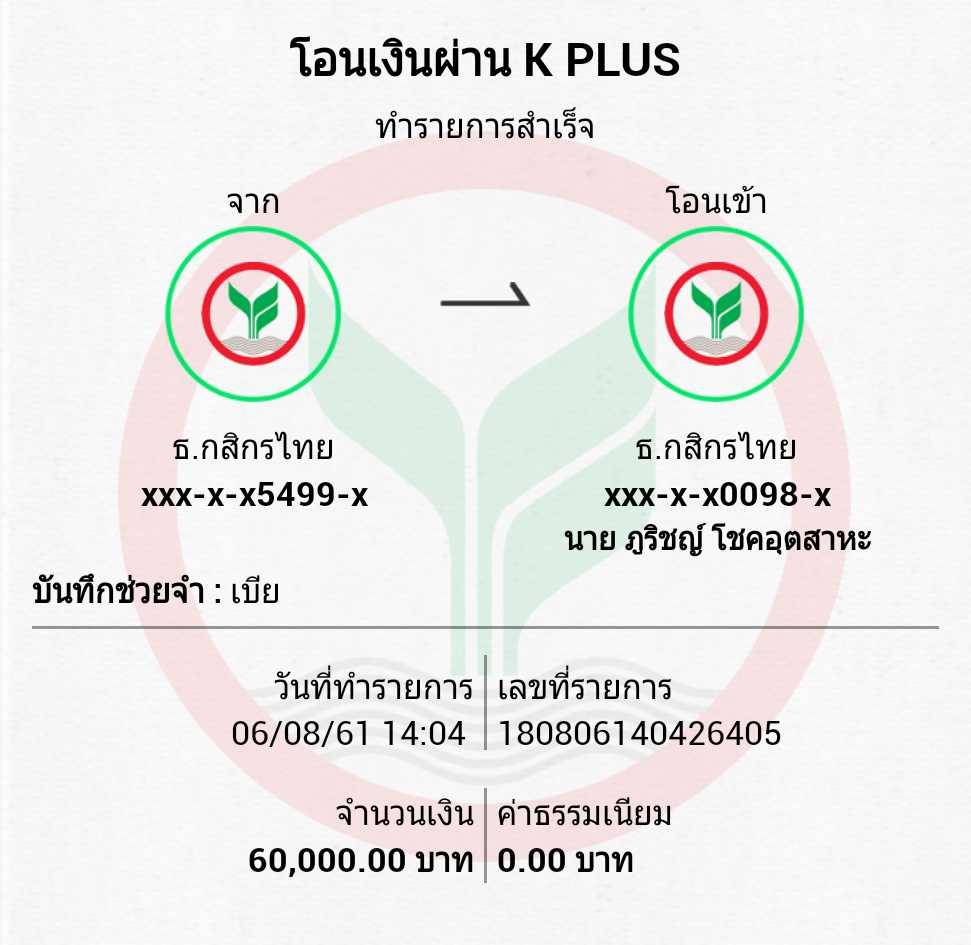 โอนเงินผ่าน K PLUS
ทำรายการสำเร็จ
จาก
โอนเข้า
ธ.กสิกรไทย
xxx-x-x5499-x
ธ.กสิกรไทย
xxx-x-x0098-x
นาย ภูริชญ์ โชคอุตสาหะ
บันทึกช่วยจำ : เบีย
วันที่ทำรายการ
06/08/61 14:04
เลขที่รายการ
180806140426405
จำนวนเงิน
60,000.00 บาท
ค่าธรรมเนียม
0.00 บาท